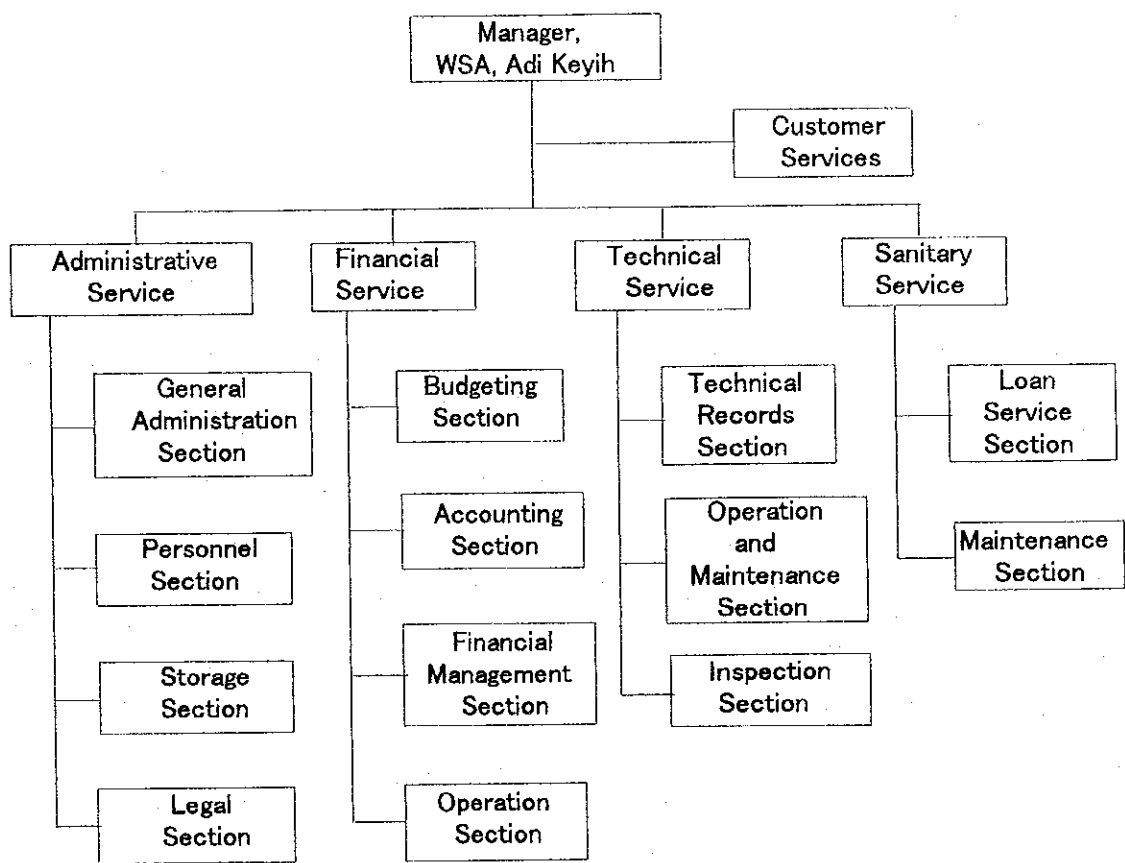 Manager,
WSA, Adi Keyih
Customer
Services
Administrative
Service
Financial
Service
Technical
Service
Sanitary
Service
General
Administration
Section
Personnel
Section
Storage
Section
Legal
Section
Budgeting
Section
Accounting
Section
Financial
Management
Section
Operation
Section
Technical
Records
Section
Operation
and
Maintenance
Section
Inspection
Section
Loan
Service
Section
Maintenance
Section